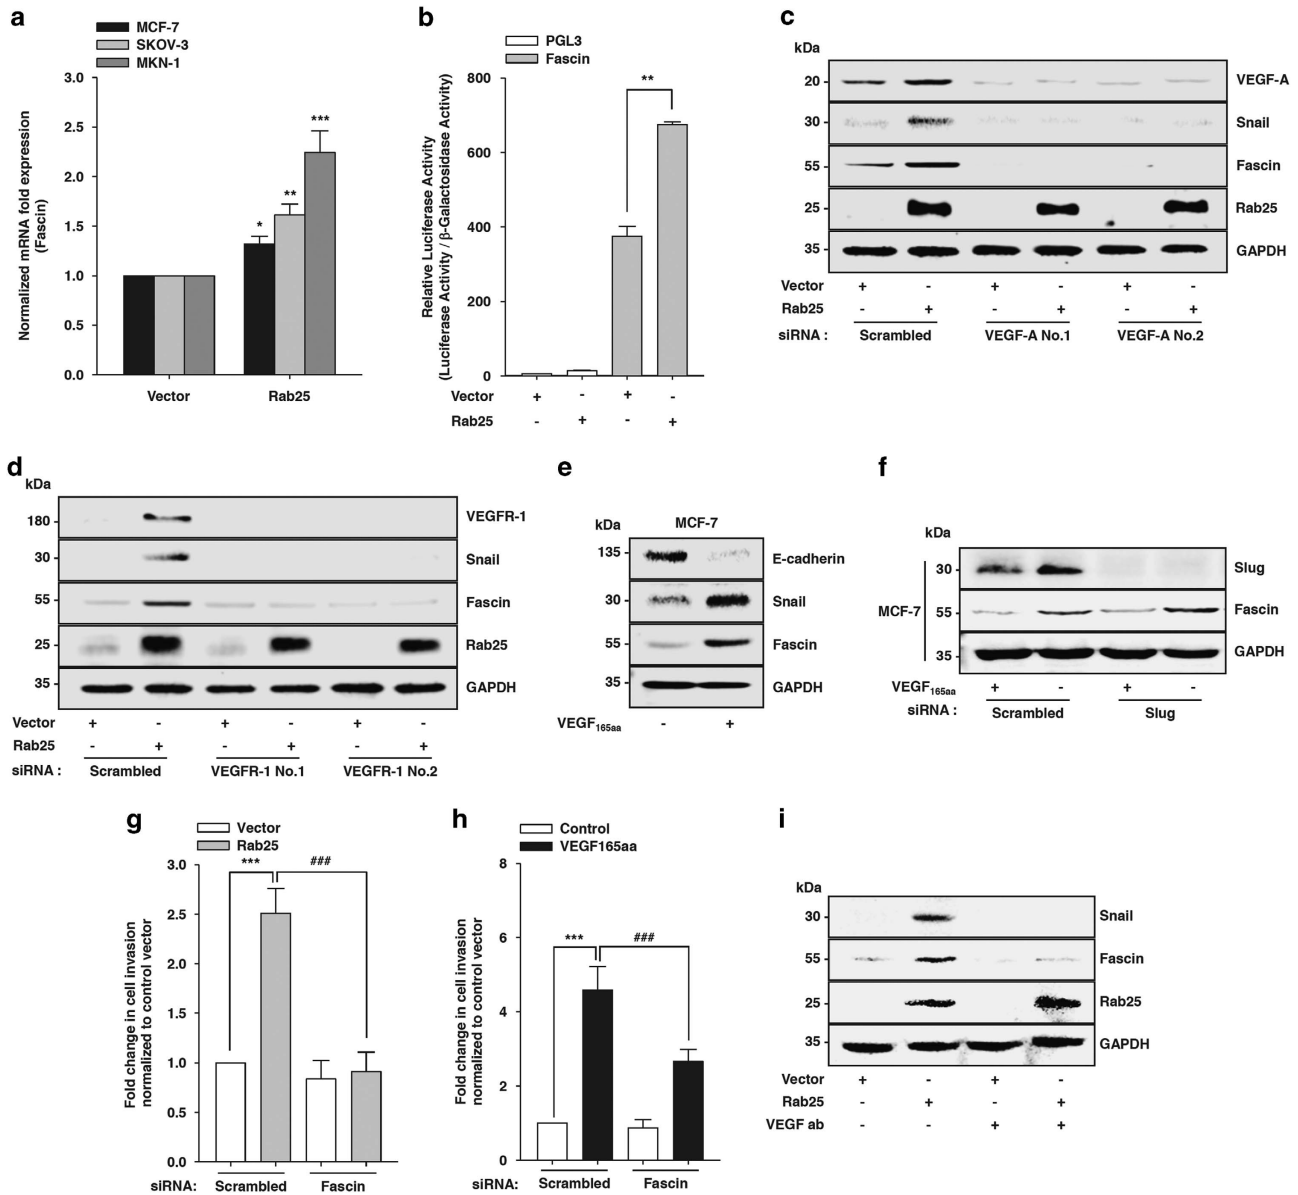 a
MCF-7
SKOV-3
MKN-1
Normalized mRNA fold expression
(Fascin)
3.0
2.5
2.0
1.5
1.0
0.5
0.0
*
**
***
Vector
Rab25
b
PGL3
Fascin
Relative Luciferase Activity
(Luciferase Activity / β-Galactosidase Activity)
800
600
400
200
0
**
Vector + - + -
Rab25 - + - +
c
kDa
20 VEGF-A
30 Snail
55 Fascin
25 Rab25
35 GAPDH
Vector + - + - + -
Rab25 - + - + - +
siRNA : Scrambled VEGF-A No.1 VEGF-A No.2
d
kDa
180 VEGFR-1
30 Snail
55 Fascin
25 Rab25
35 GAPDH
Vector + - + - + -
Rab25 - + - + - +
siRNA : Scrambled VEGFR-1 No.1 VEGFR-1 No.2
e
kDa MCF-7
135 E-cadherin
30 Snail
55 Fascin
35 GAPDH
VEGF165aa - +
f
kDa
MCF-7
30 Slug
55 Fascin
35 GAPDH
VEGF165aa + - + -
siRNA : Scrambled Slug
g
Vector
Rab25
Fold change in cell invasion
normalized to control vector
3.0
2.5
2.0
1.5
1.0
0.5
0.0
*** ###
siRNA: Scrambled Fascin
h
Control
VEGF165aa
Fold change in cell invasion
normalized to control vector
8
6
4
2
0
*** ###
siRNA: Scrambled Fascin
i
kDa
30 Snail
55 Fascin
25 Rab25
35 GAPDH
Vector + - + -
Rab25 - + - +
VEGF ab - - + +